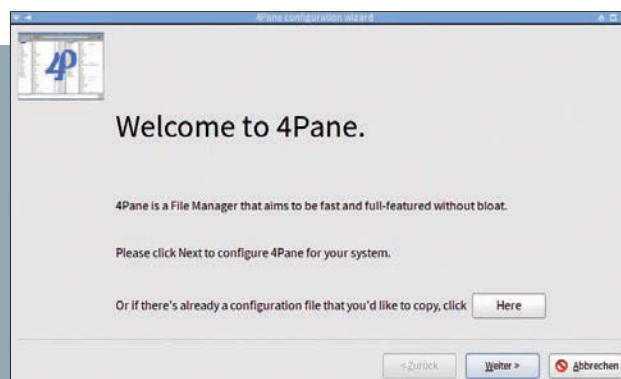 4Pane configuration wizard
4P
Welcome to 4Pane.
4Pane is a File Manager that aims to be fast and full-featured without bloat.
Please click Next to configure 4Pane for your system.
Or if there's already a configuration file that you'd like to copy, click Here
< Zurück Weiter > Abbrechen